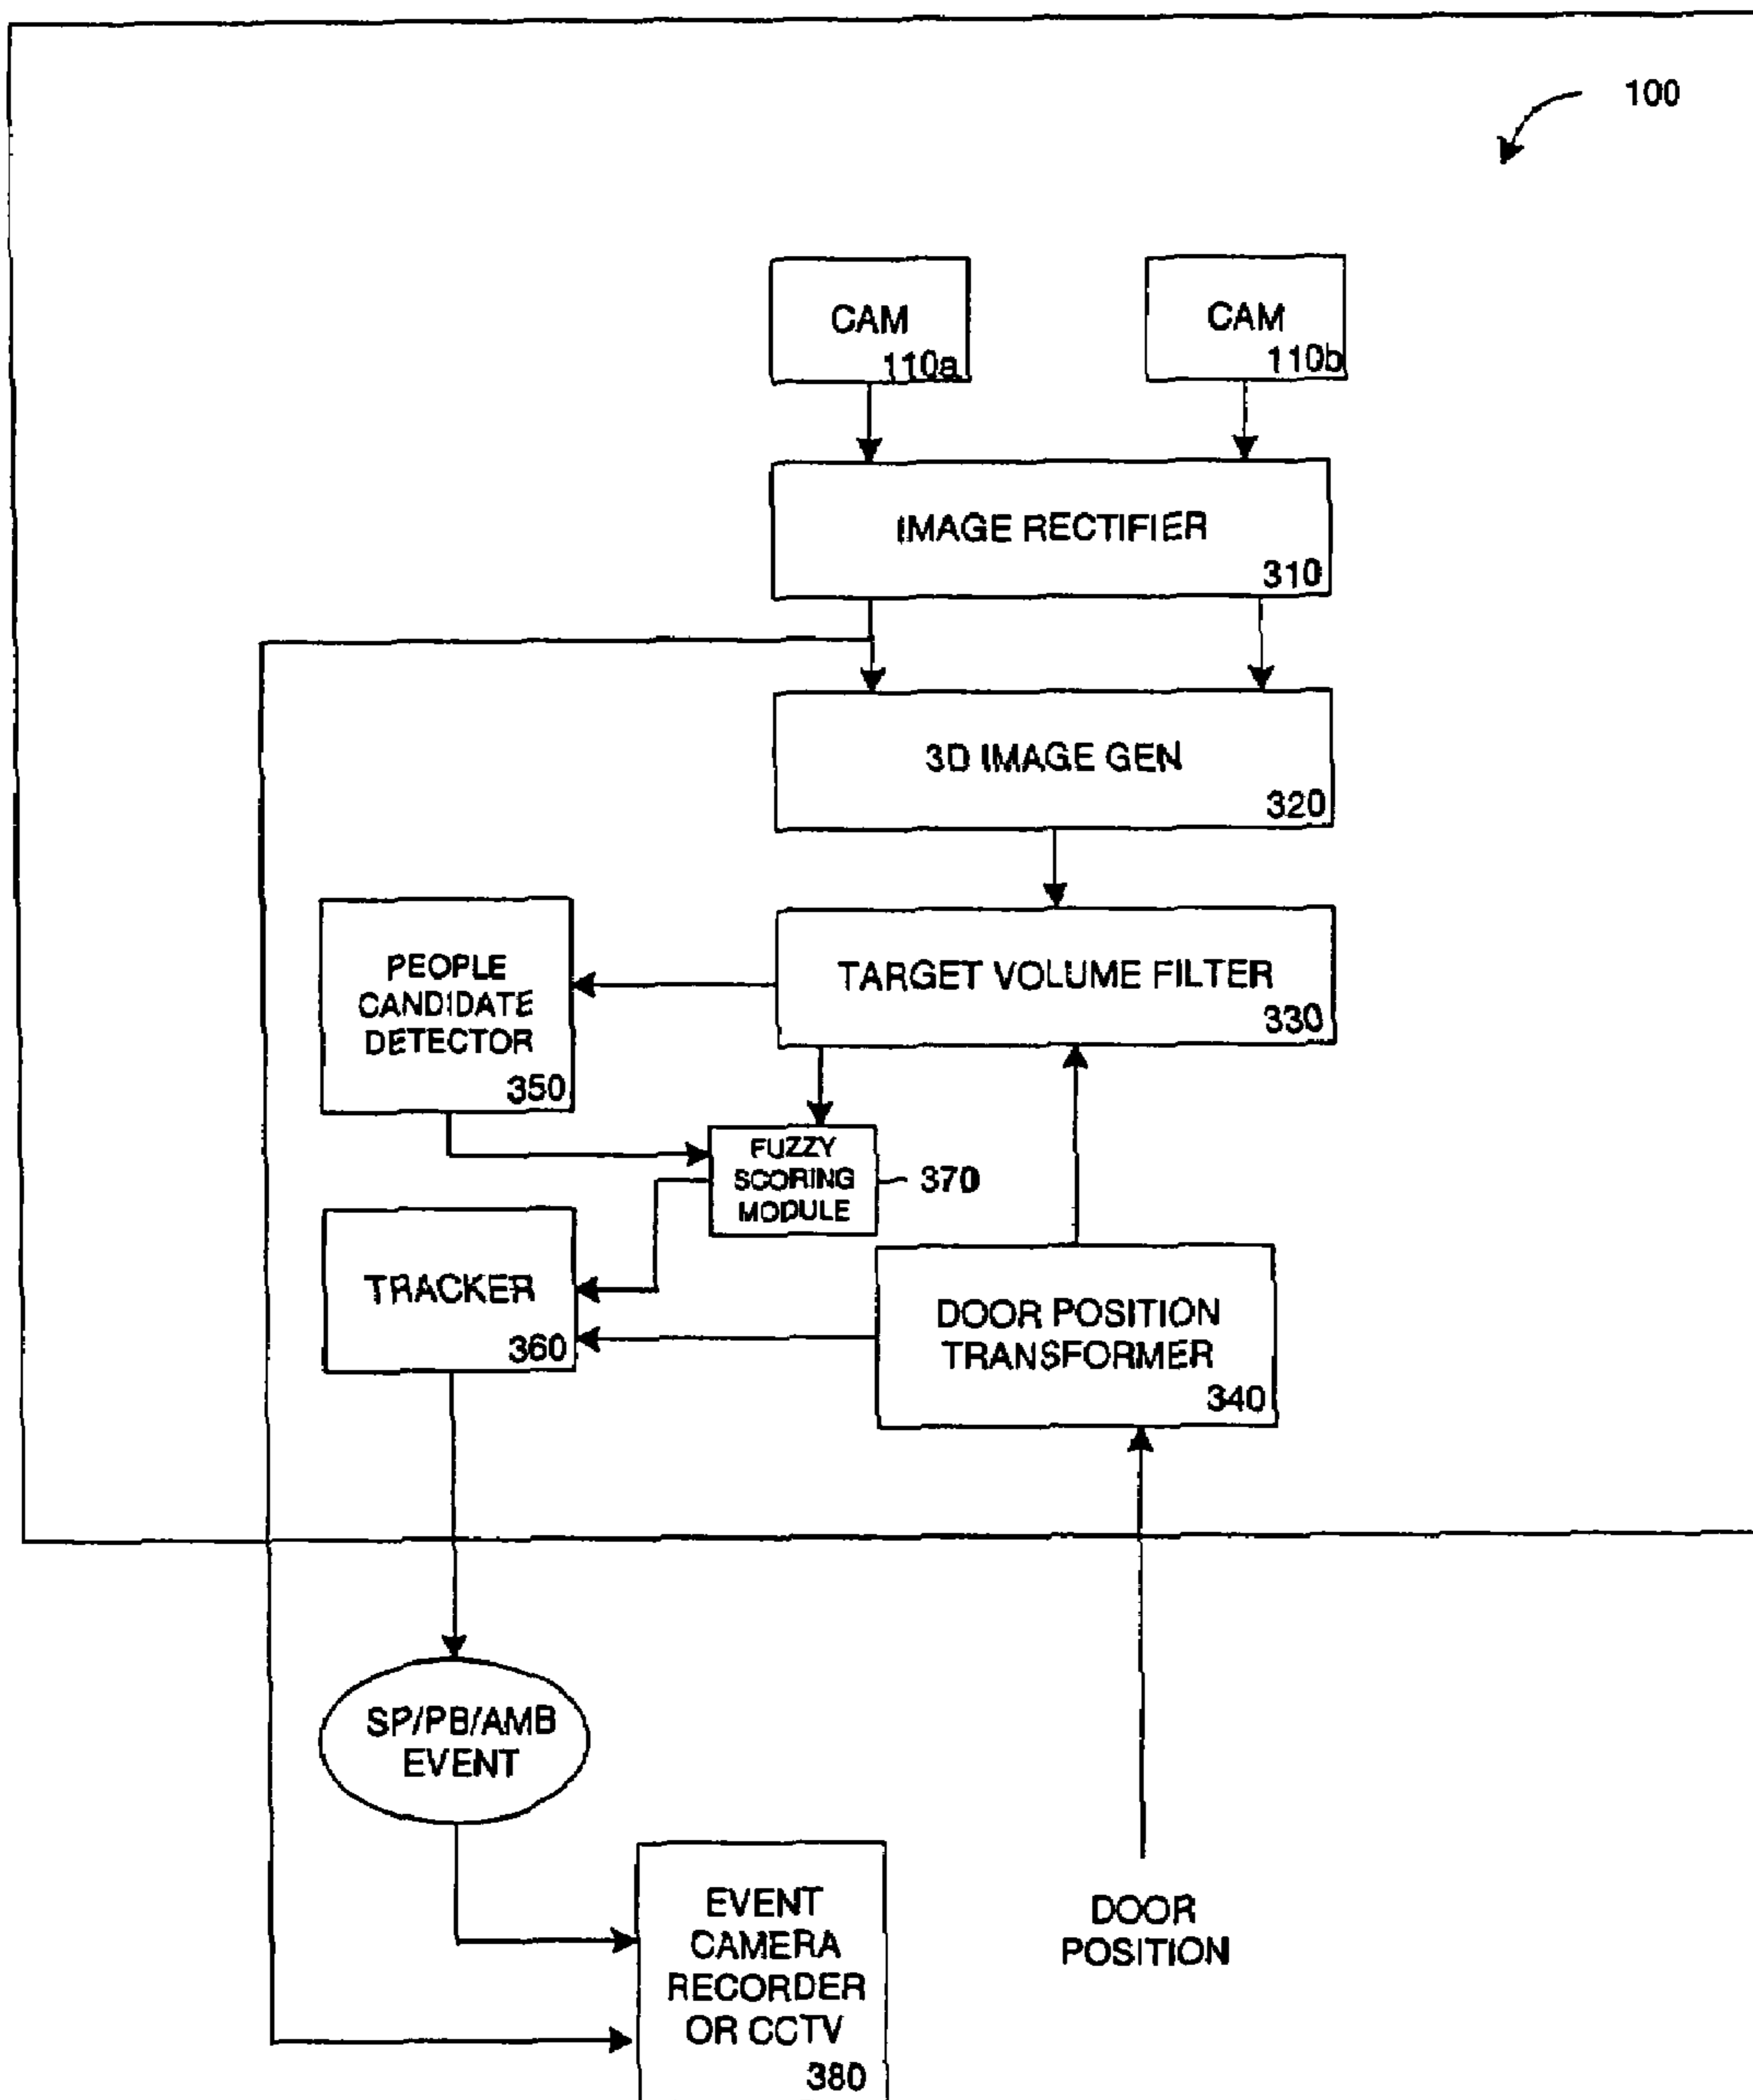 100
CAM
110a
CAM
110b
IMAGE RECTIFIER
310
3D IMAGE GEN
320
PEOPLE
CANDIDATE
DETECTOR
350
TARGET VOLUME FILTER
330
FUZZY
SCORING
MODULE
370
TRACKER
360
DOOR POSITION
TRANSFORMER
340
SP/PB/AMB
EVENT
EVENT
CAMERA
RECORDER
OR CCTV
380
DOOR
POSITION